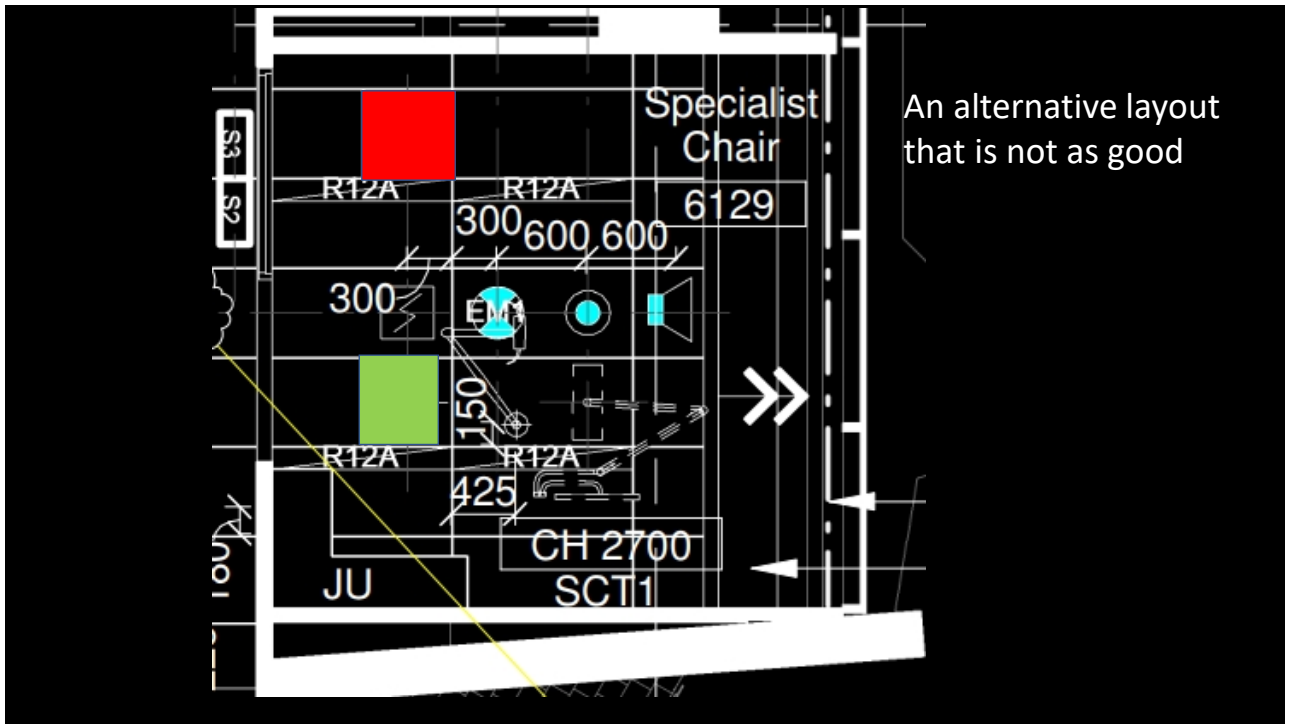 Specialist
Chair
An alternative layout
that is not as good
S3
S2
R12A
R12A
6129
300
600
600
300
EM
150
R12A
R12A
425
CH 2700
JU
SCT1